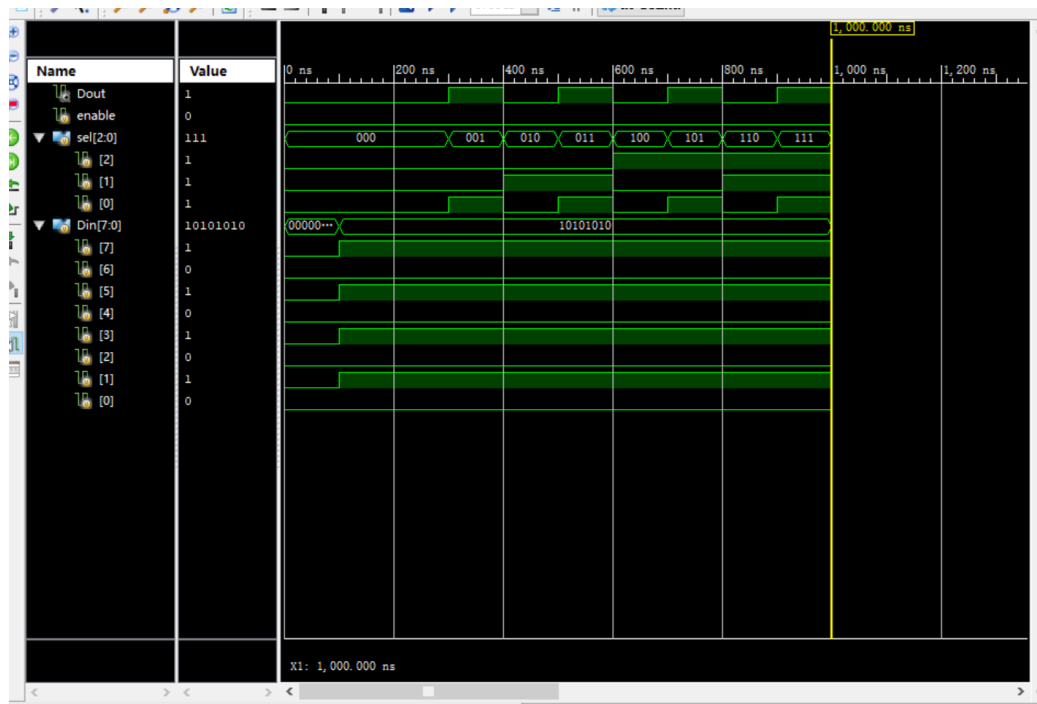 1,000.000 ns
Name Value
0 ns 200 ns 400 ns 600 ns 800 ns 1,000 ns 1,200 ns
Dout 1
enable 0
sel[2:0] 111 000 001 010 011 100 101 110 111
[2] 1
[1] 1
[0] 1
Din[7:0] 10101010 00000··· 10101010
[7] 1
[6] 0
[5] 1
[4] 0
[3] 1
[2] 0
[1] 1
[0] 0
X1: 1,000.000 ns